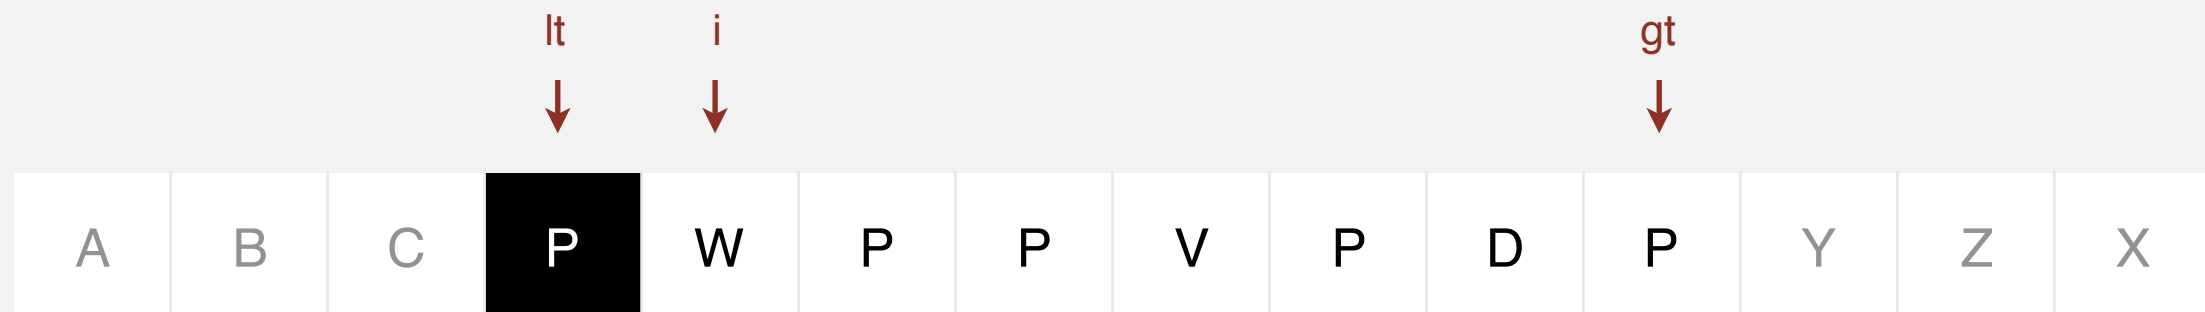 lt i gt
A B C P W P P V P D P Y Z X